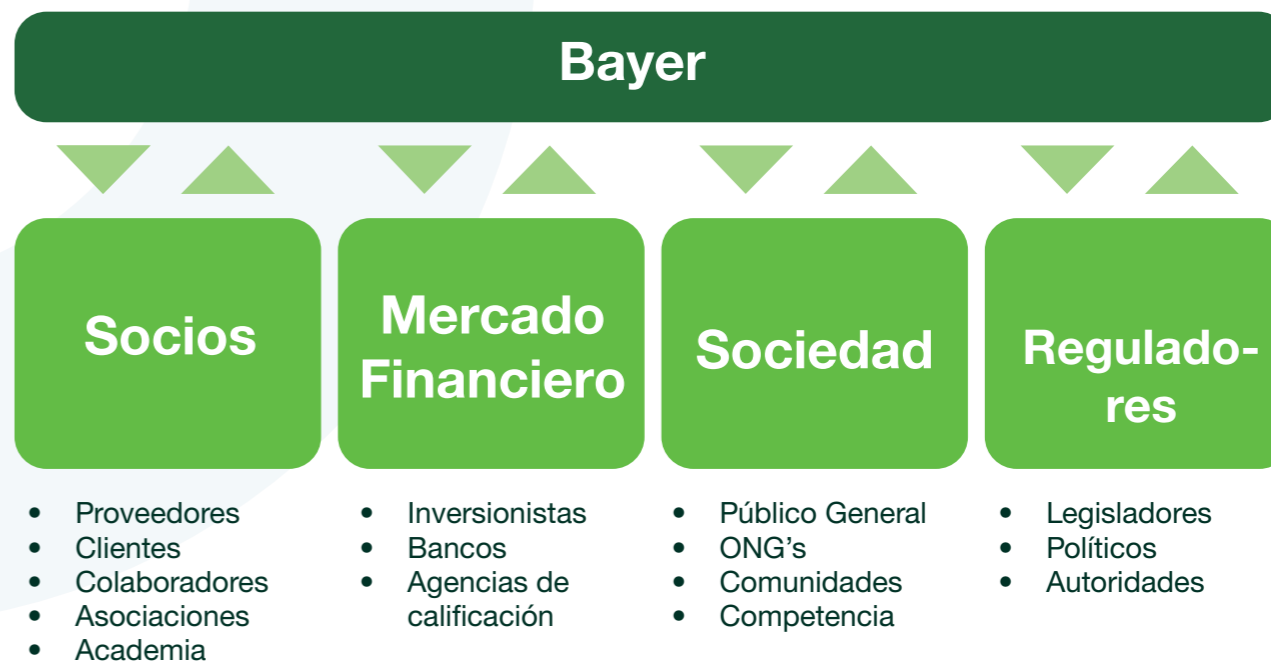 Bayer
Socios
Mercado
Financiero
Sociedad
Regulado-
res
• Proveedores
• Clientes
• Colaboradores
• Asociaciones
• Academia
• Inversionistas
• Bancos
• Agencias de
calificación
• Público General
• ONG's
• Comunidades
• Competencia
• Legisladores
• Políticos
• Autoridades